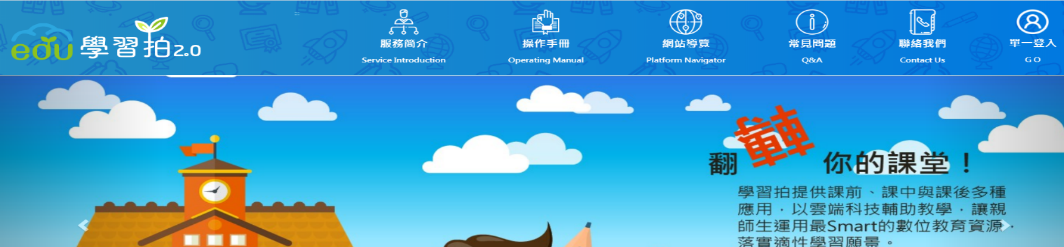 edu 學習拍2.0
服務簡介
Service Introduction
操作手冊
Operating Manual
網站導覽
Platform Navigator
常見問題
Q&A
聯絡我們
Contact Us
單一登入
GO
翻轉你的課堂！
學習拍提供課前、課中與課後多種
應用，以雲端科技輔助教學，讓親
師生運用最Smart的數位教育資源，
落實適性學習願景。